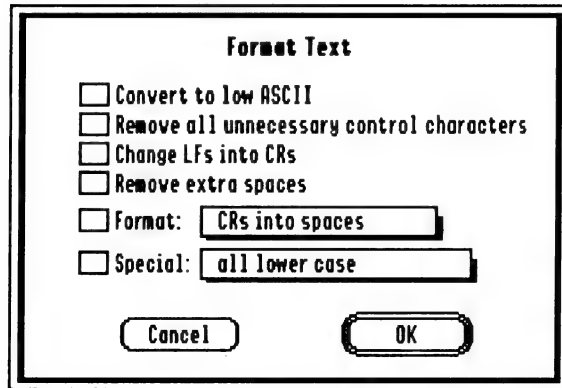 Format Text
Convert to low ASCII
Remove all unnecessary control characters
Change LFs into CRs
Remove extra spaces
Format: CRs into spaces
Special: all lower case
Cancel OK